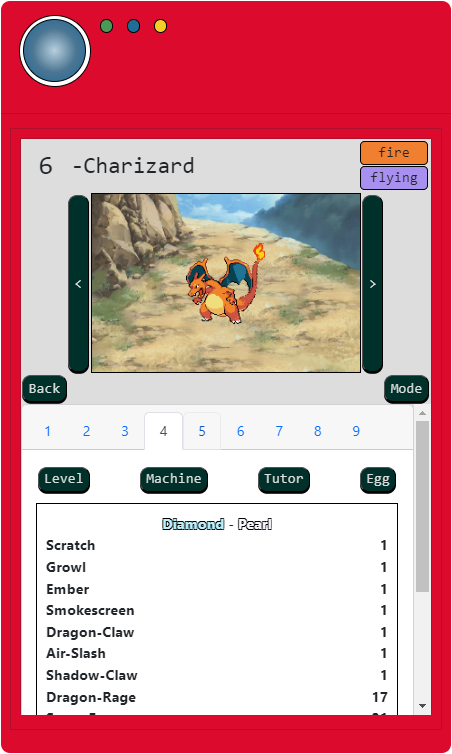 6 -Charizard
fire
flying
<
>
Back
Mode
1 2 3 4 5 6 7 8 9
Level Machine Tutor Egg
Diamond - Pearl
Scratch 1
Growl 1
Ember 1
Smokescreen 1
Dragon-Claw 1
Air-Slash 1
Shadow-Claw 1
Dragon-Rage 17